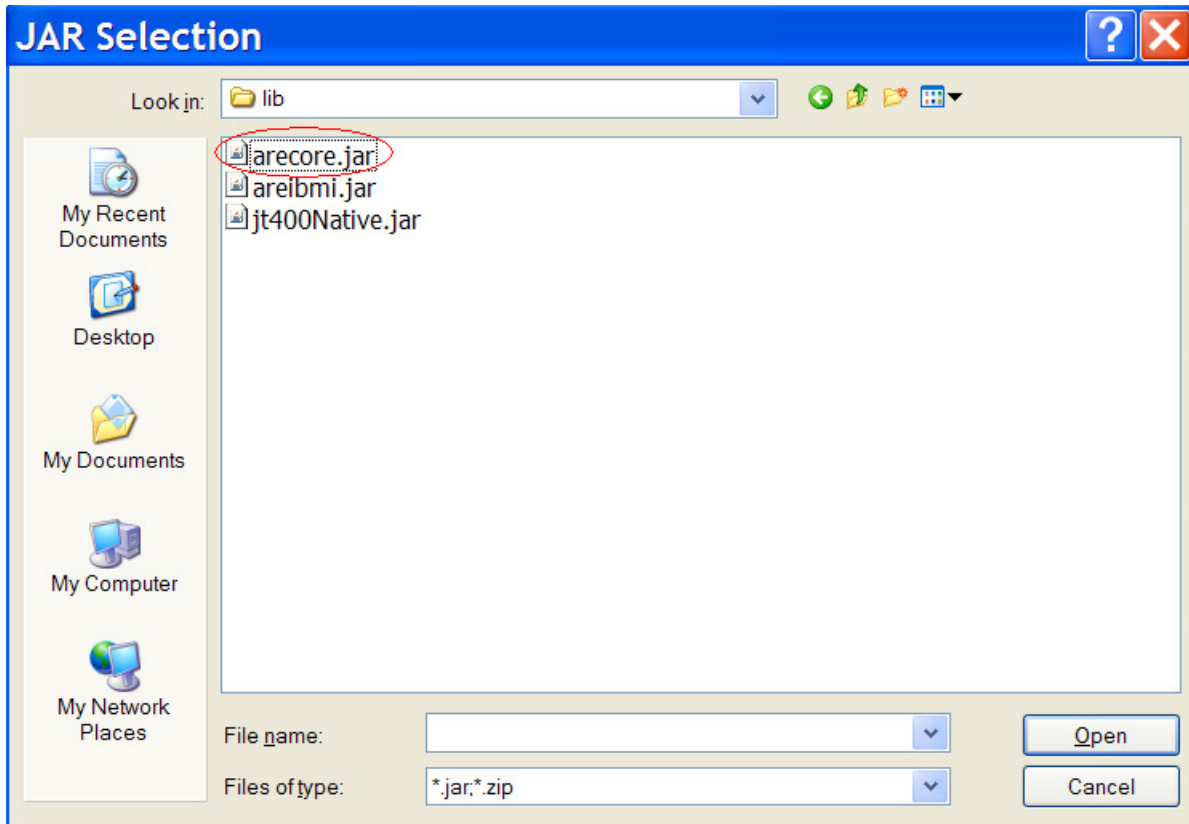 JAR Selection
Look in:
lib
My Recent
Documents
Desktop
My Documents
My Computer
My Network
Places
arecore.jar
areibmi.jar
jt400Native.jar
File name:
Open
Files of type:
*.jar;*.zip
Cancel